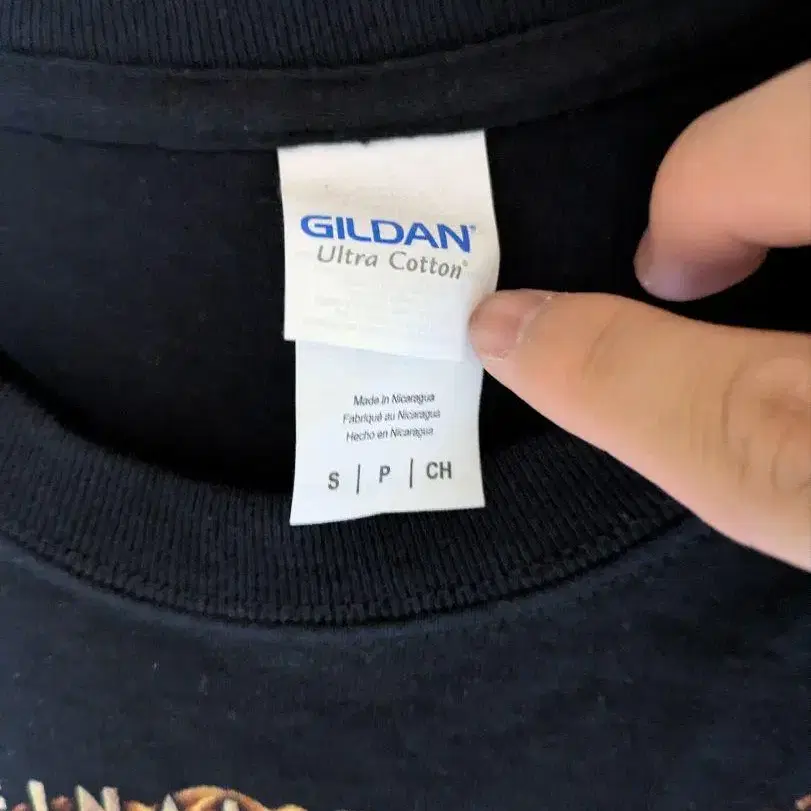 GILDAN®
Ultra Cotton®
Made in Nicaragua
Fabriqué au Nicaragua
Hecho en Nicaragua
S | P | CH